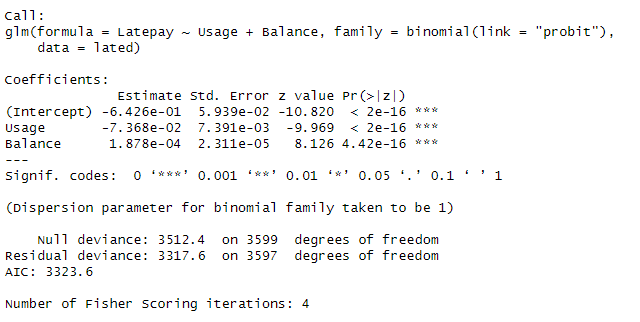 Call:
glm(formula = Latepay ~ Usage + Balance, family = binomial(link = "probit"),
    data = lated)
Coefficients:
              Estimate Std. Error z value Pr(>|z|)
(Intercept) -6.426e-01  5.939e-02 -10.820  < 2e-16 ***
Usage       -7.368e-02  7.391e-03  -9.969  < 2e-16 ***
Balance      1.878e-04  2.311e-05   8.126 4.42e-16 ***
---
Signif. codes:  0 ‘***’ 0.001 ‘**’ 0.01 ‘*’ 0.05 ‘.’ 0.1 ‘ ’ 1
(Dispersion parameter for binomial family taken to be 1)
    Null deviance: 3512.4  on 3599  degrees of freedom
Residual deviance: 3317.6  on 3597  degrees of freedom
AIC: 3323.6
Number of Fisher Scoring iterations: 4